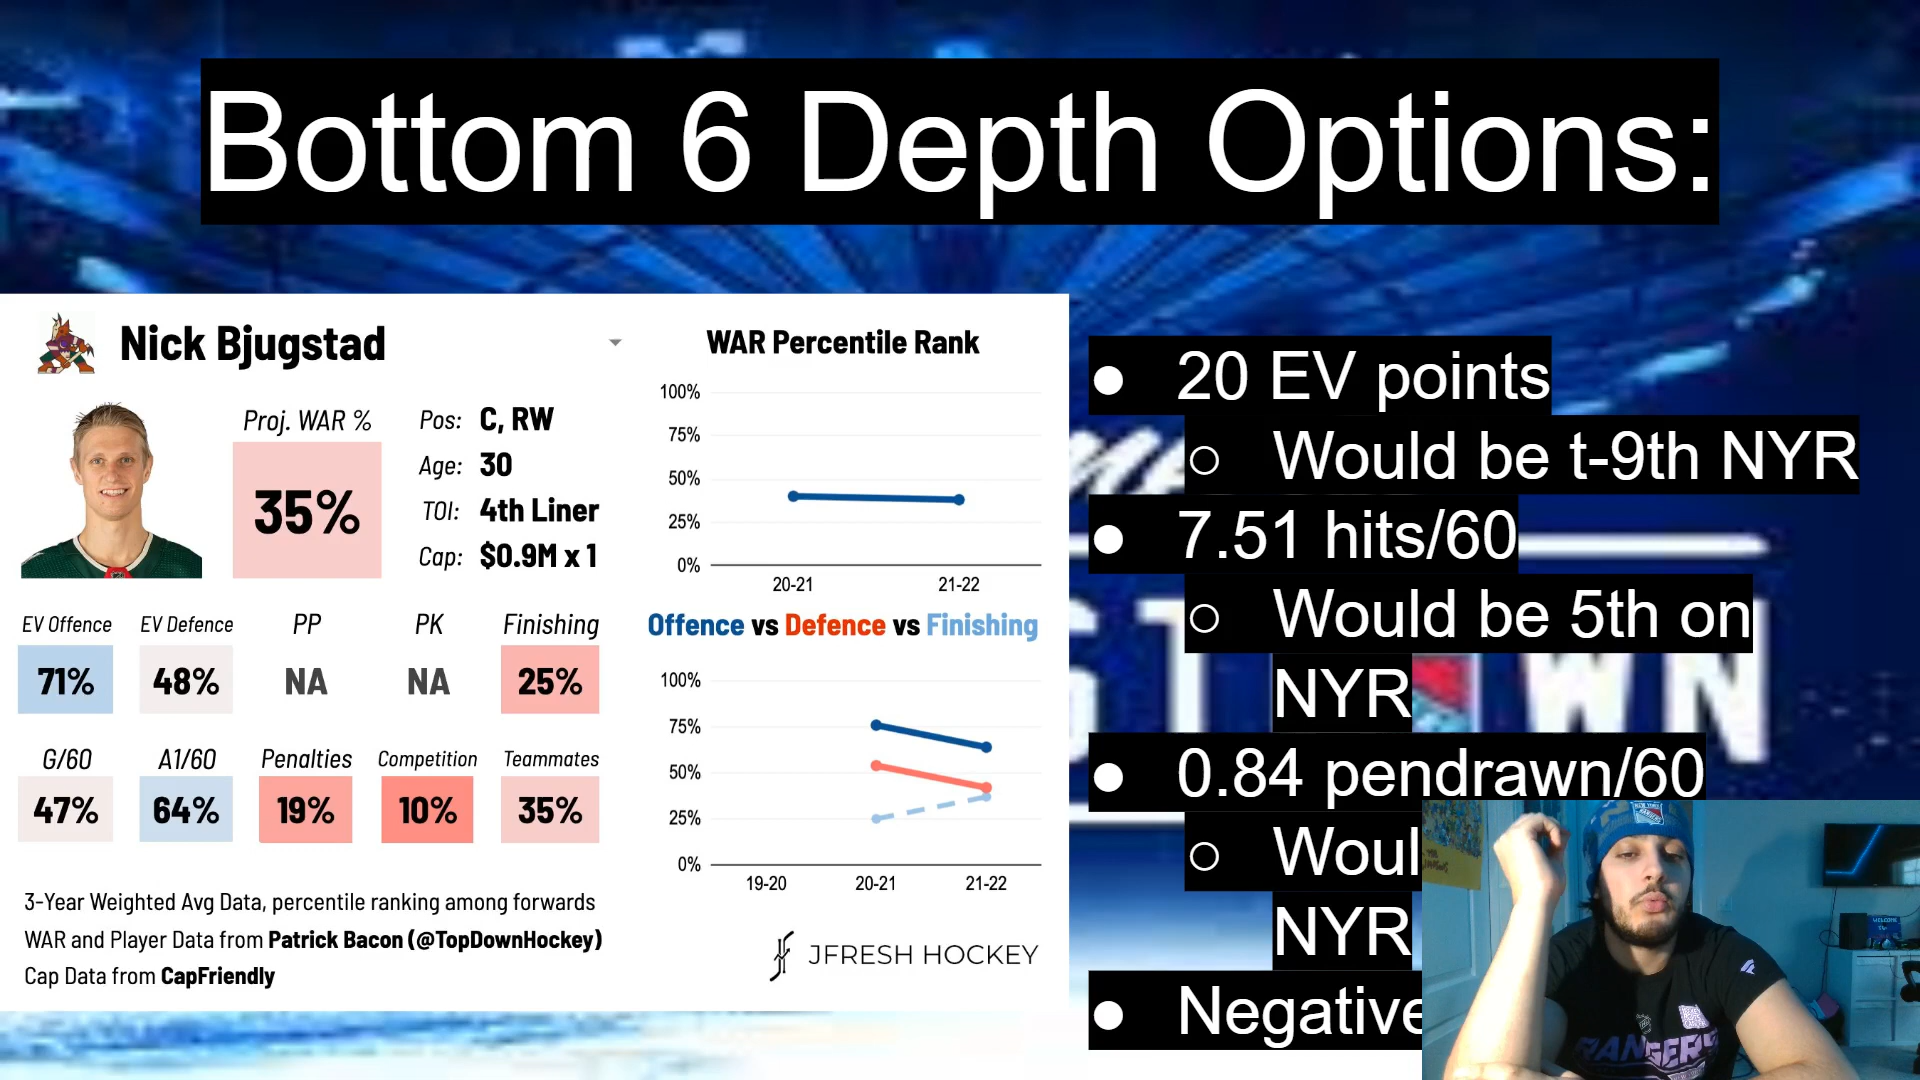 Bottom 6 Depth Options:
Nick Bjugstad
Proj. WAR %
35%
Pos: C, RW
Age: 30
TOI: 4th Liner
Cap: $0.9M x 1
EV Offence EV Defence PP PK Finishing
71% 48% NA NA 25%
G/60 A1/60 Penalties Competition Teammates
47% 64% 19% 10% 35%
3-Year Weighted Avg Data, percentile ranking among forwards
WAR and Player Data from Patrick Bacon (@TopDownHockey)
Cap Data from CapFriendly
WAR Percentile Rank
100%
75%
50%
25%
0%
20-21 21-22
Offence vs Defence vs Finishing
100%
75%
50%
25%
0%
19-20 20-21 21-22
JFRESH HOCKEY
● 20 EV points
○ Would be t-9th NYR
● 7.51 hits/60
○ Would be 5th on
NYR
● 0.84 pendrawn/60
○ Woul
NYR
● Negative
RANGERS